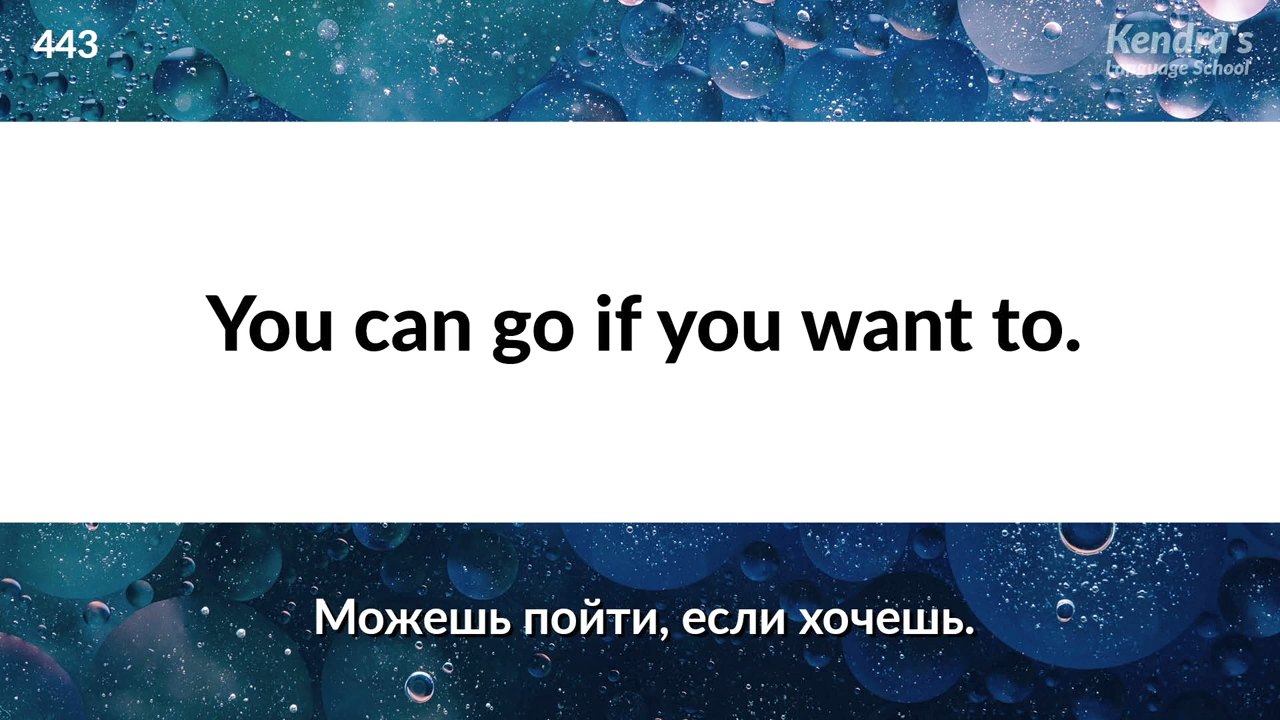 443
Kendra's
Language School
You can go if you want to.
Можешь пойти, если хочешь.